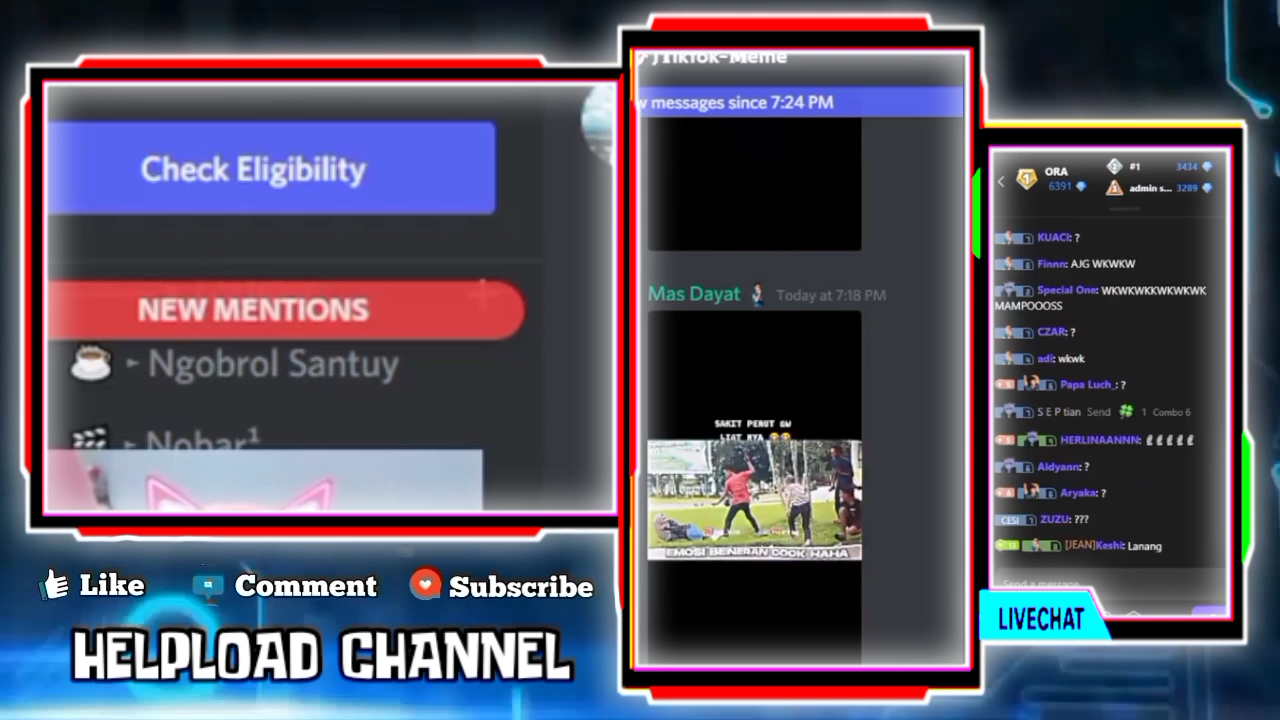 Check Eligibility
NEW MENTIONS
- Ngobrol Santuy
- Nobar¹
Like
Comment
Subscribe
HELPLOAD CHANNEL
TikTok-Meme
w messages since 7:24 PM
Mas Dayat Today at 7:18 PM
SAKIT PERUT GW
LIAT NYA
EMOSI BENERAN COOK HAHA
ORA
6391
#1 3434
admin s... 3289
KUACI: ?
Finnn: AJG WKWKW
Special One: WKWKWKKWKWKWK
MAMPOOOSS
CZAR: ?
adi: wkwk
Papa Luch_: ?
S E P tian Send 1 Combo 6
HERLINAANNN:
Aldyann: ?
Aryaka: ?
CESI ZUZU: ???
[JEAN]Keshi: Lanang
Send a message
LIVECHAT